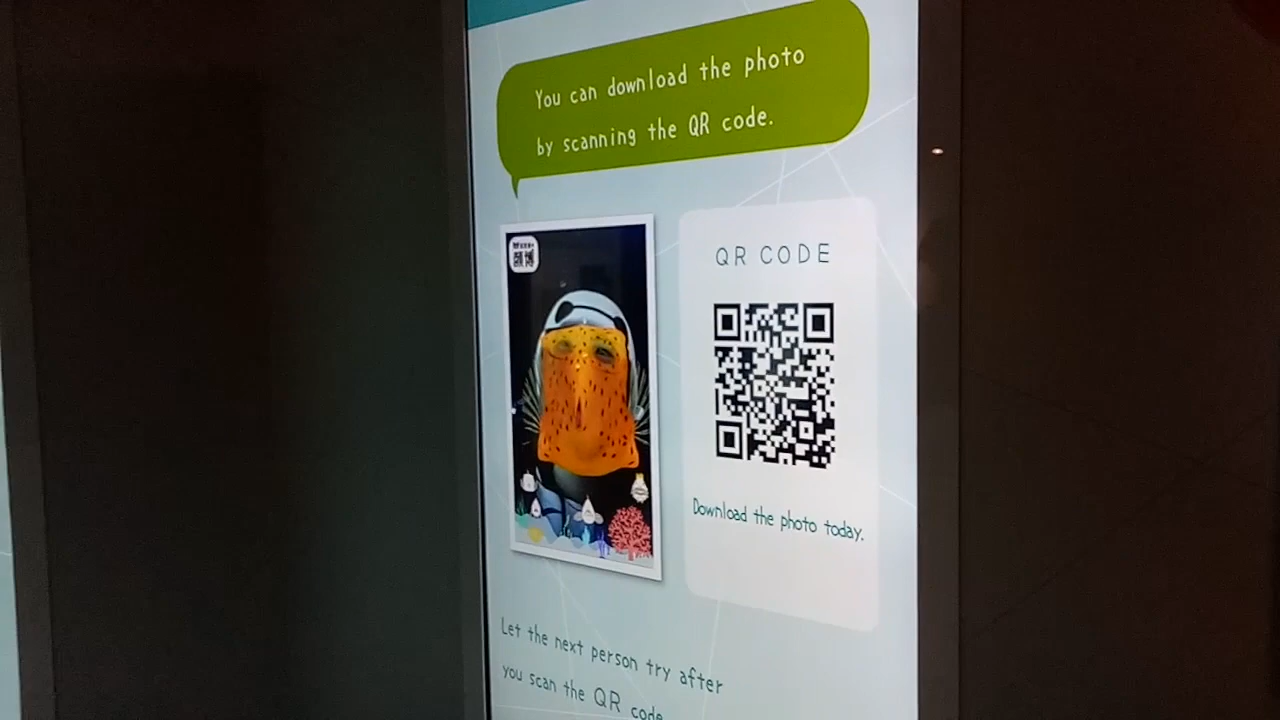 You can download the photo
by scanning the QR code.
QR CODE
Download the photo today.
Let the next person try after
you scan the QR code